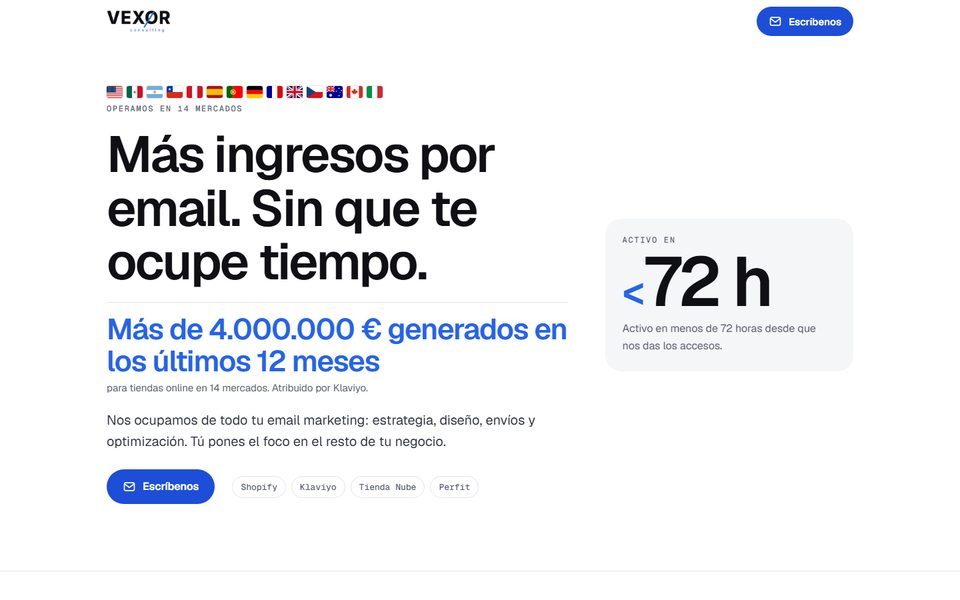 VEXØR
consulting
Escríbenos
OPERAMOS EN 14 MERCADOS
Más ingresos por
email. Sin que te
ocupe tiempo.
Más de 4.000.000 € generados en
los últimos 12 meses
para tiendas online en 14 mercados. Atribuido por Klaviyo.
Nos ocupamos de todo tu email marketing: estrategia, diseño, envíos y
optimización. Tú pones el foco en el resto de tu negocio.
Escríbenos
Shopify
Klaviyo
Tienda Nube
Perfit
ACTIVO EN
<72 h
Activo en menos de 72 horas desde que
nos das los accesos.